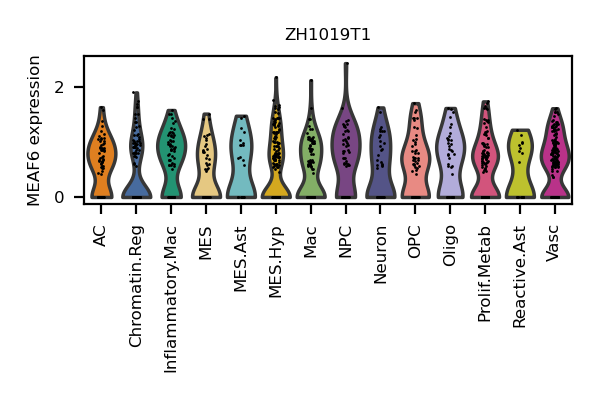 ZH1019T1
MEAF6 expression
2
0
AC
Chromatin.Reg
Inflammatory.Mac
MES
MES.Ast
MES.Hyp
Mac
NPC
Neuron
OPC
Oligo
Prolif.Metab
Reactive.Ast
Vasc